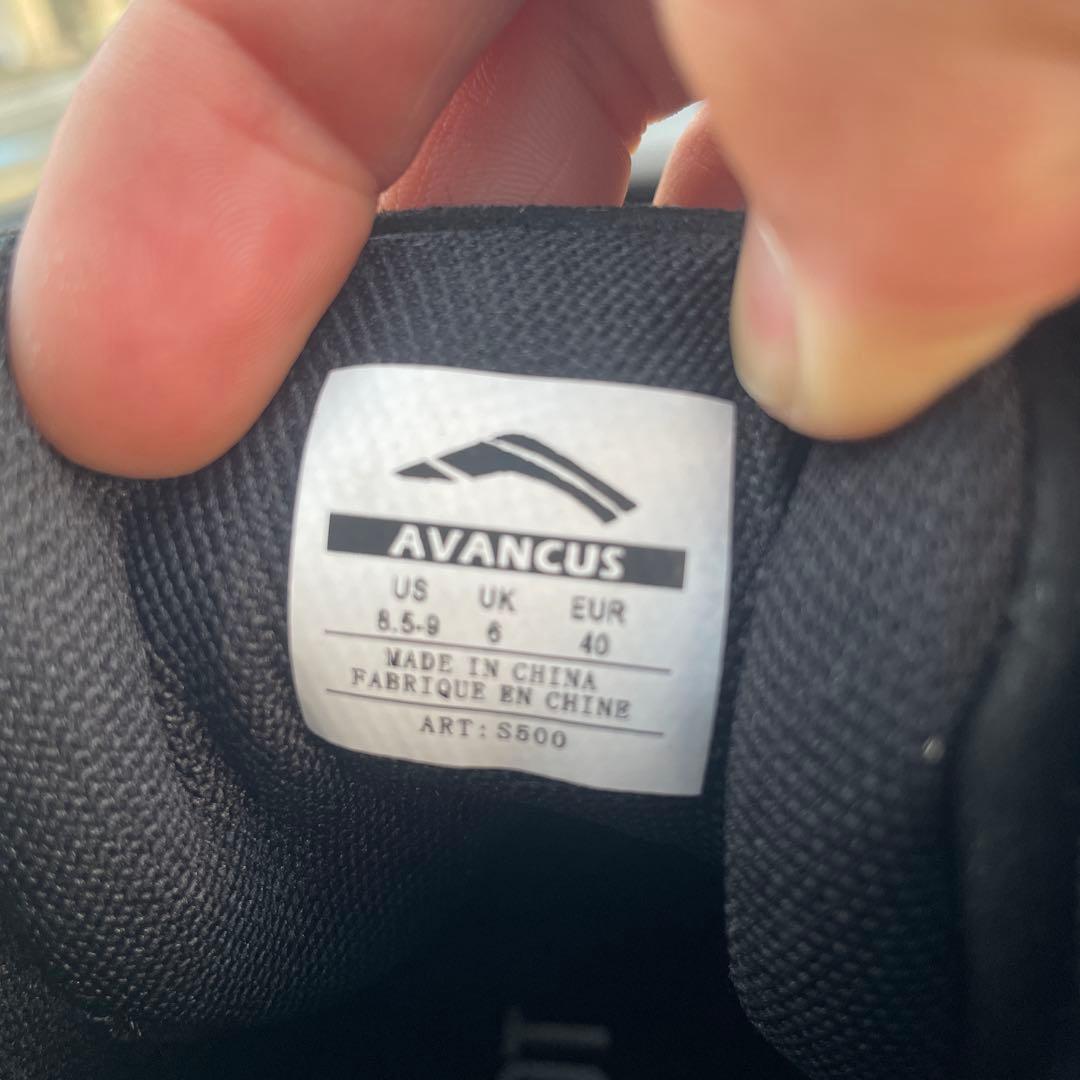 AVANCUS
US UK EUR
8.5-9 6 40
MADE IN CHINA
FABRIQUE EN CHINE
ART: S500